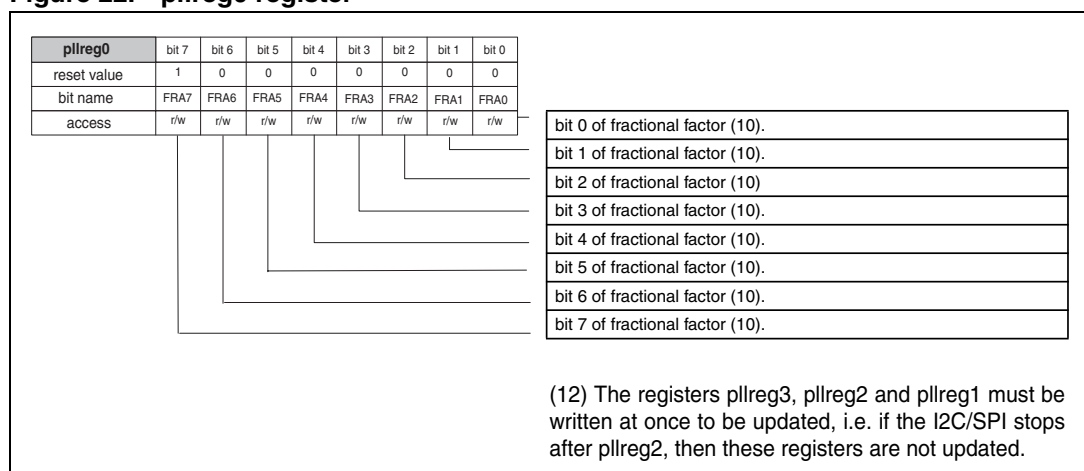 pllreg0 bit 7 bit 6 bit 5 bit 4 bit 3 bit 2 bit 1 bit 0
reset value 1 0 0 0 0 0 0 0
bit name FRA7 FRA6 FRA5 FRA4 FRA3 FRA2 FRA1 FRA0
access r/w r/w r/w r/w r/w r/w r/w r/w
bit 0 of fractional factor (10).
bit 1 of fractional factor (10).
bit 2 of fractional factor (10)
bit 3 of fractional factor (10).
bit 4 of fractional factor (10).
bit 5 of fractional factor (10).
bit 6 of fractional factor (10).
bit 7 of fractional factor (10).
(12) The registers pllreg3, pllreg2 and pllreg1 must be
written at once to be updated, i.e. if the I2C/SPI stops
after pllreg2, then these registers are not updated.